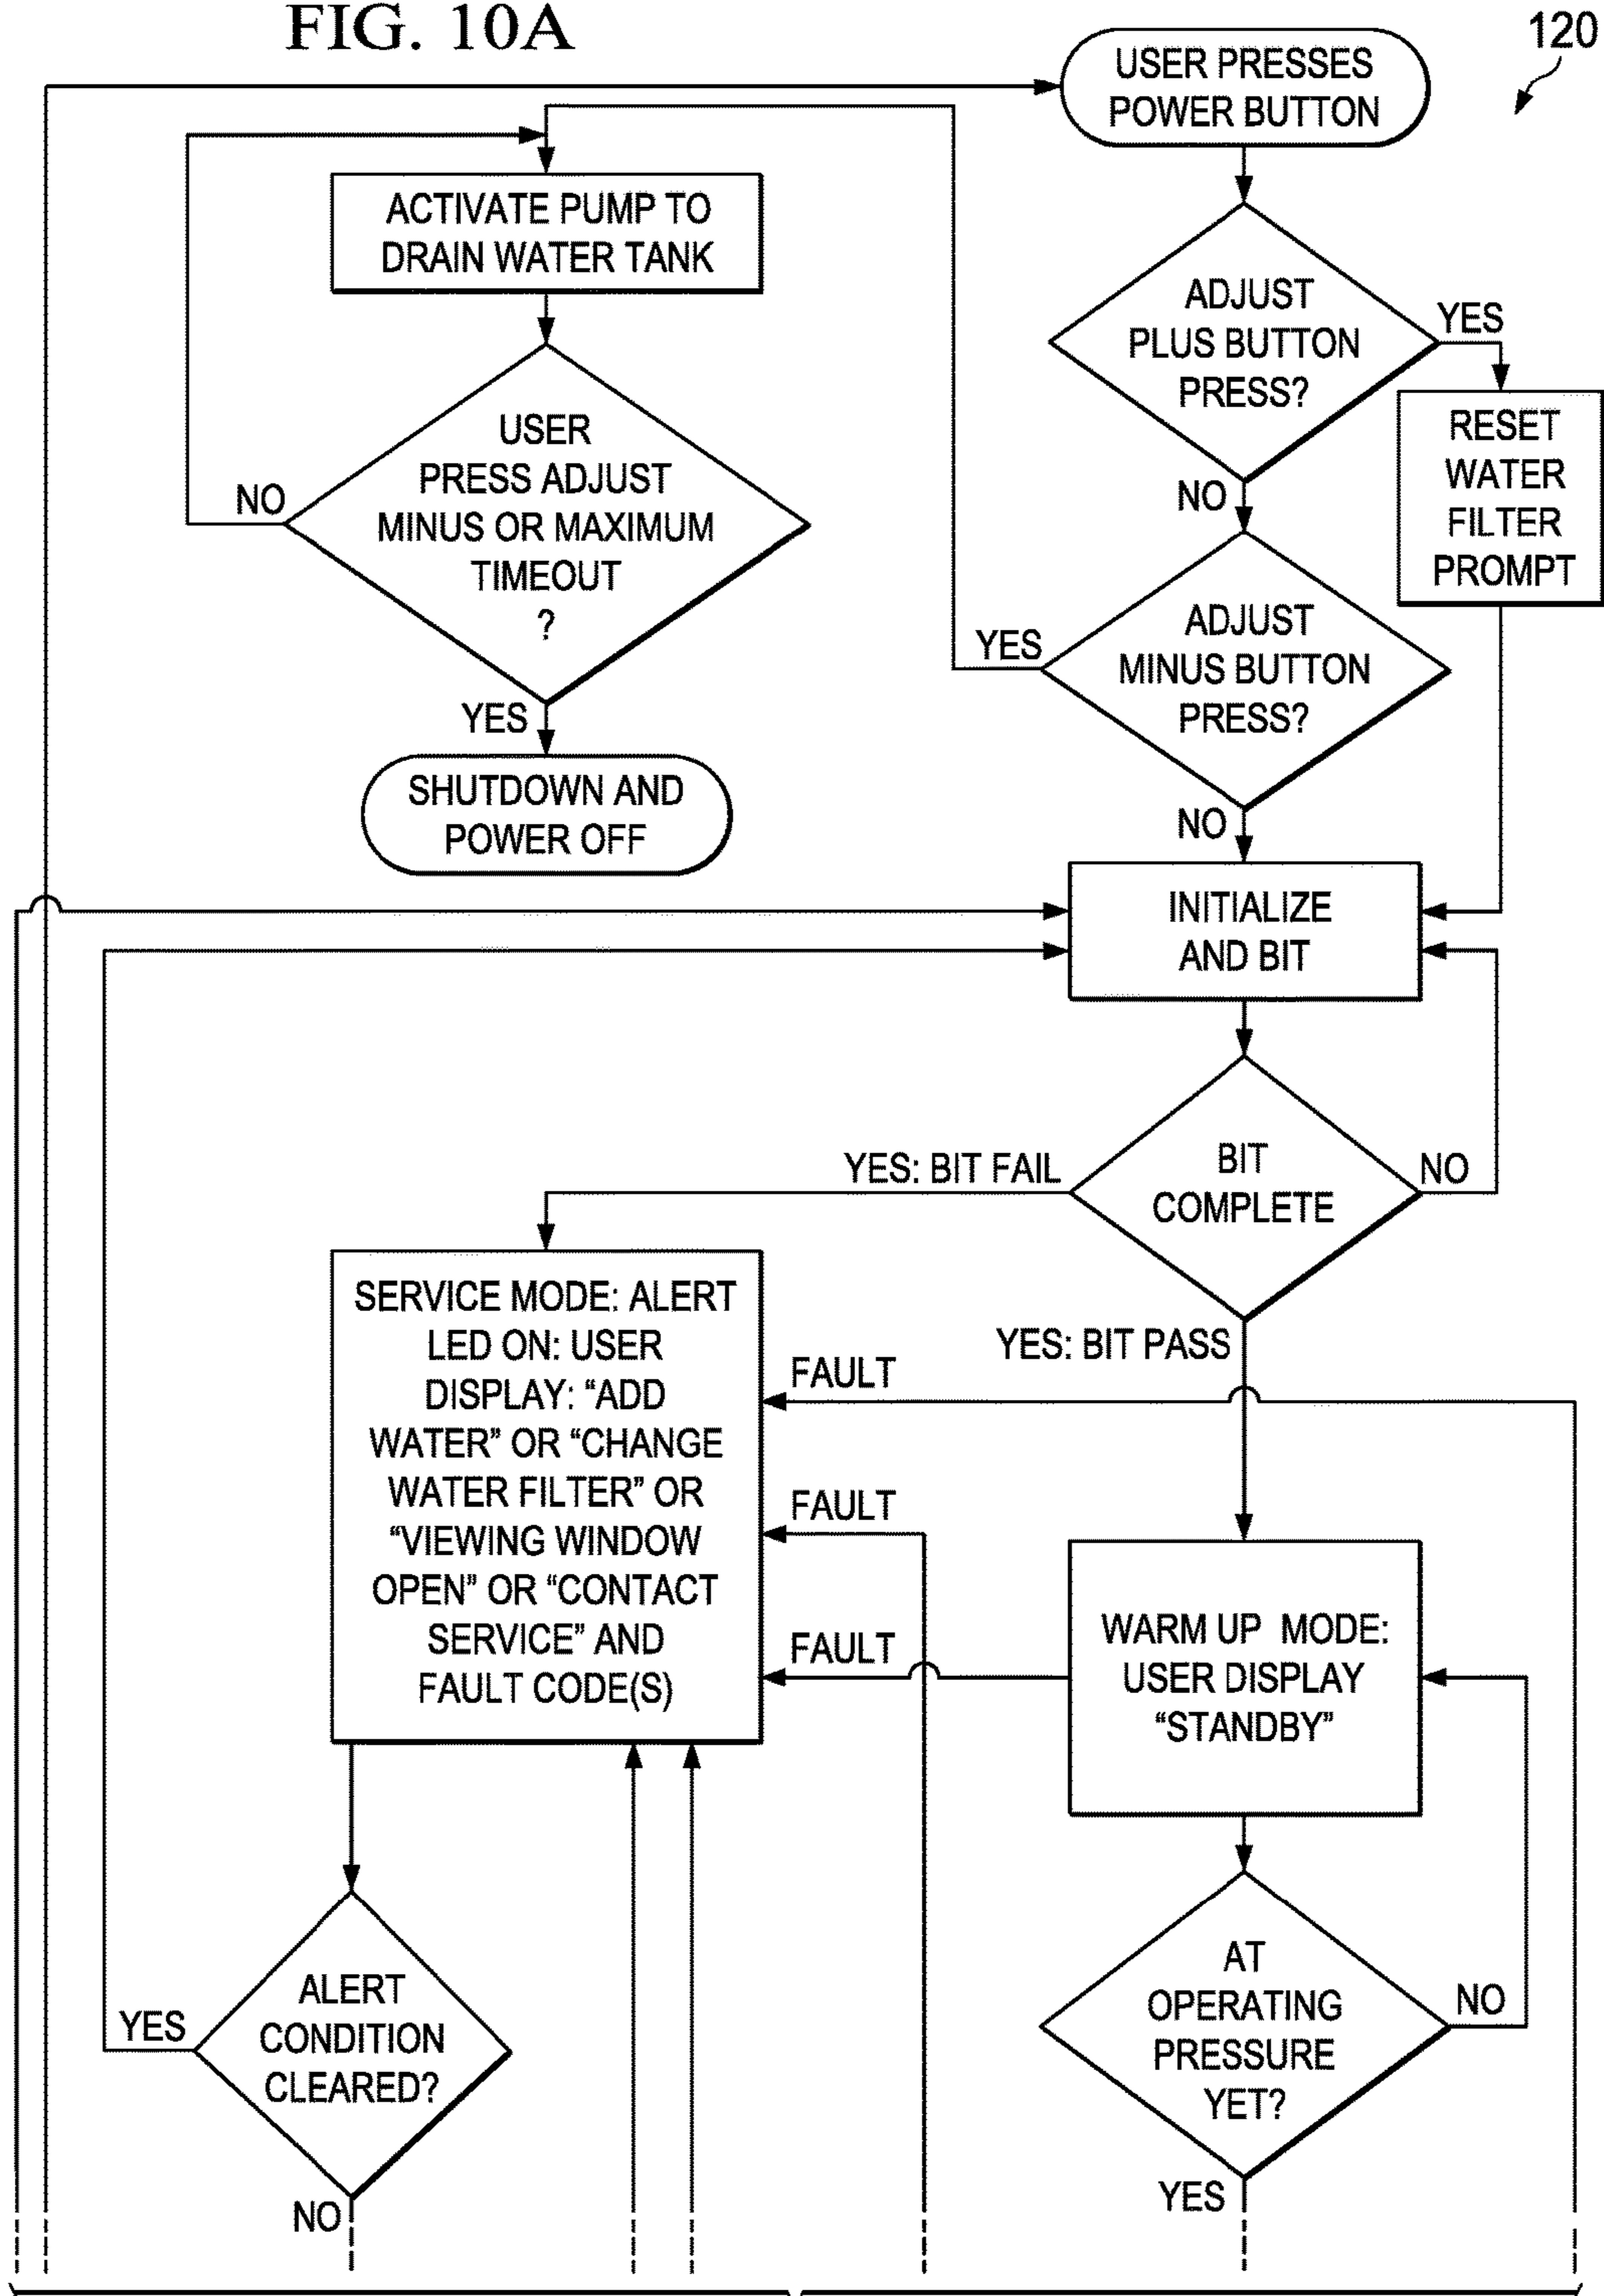 FIG. 10A
120
USER PRESSES
POWER BUTTON
ACTIVATE PUMP TO
DRAIN WATER TANK
ADJUST
PLUS BUTTON
PRESS?
YES
RESET
WATER
FILTER
PROMPT
USER
PRESS ADJUST
MINUS OR MAXIMUM
TIMEOUT
?
NO
NO
ADJUST
MINUS BUTTON
PRESS?
YES
YES
SHUTDOWN AND
POWER OFF
NO
INITIALIZE
AND BIT
BIT
COMPLETE
YES: BIT FAIL
NO
YES: BIT PASS
SERVICE MODE: ALERT
LED ON: USER
DISPLAY: “ADD
WATER” OR “CHANGE
WATER FILTER” OR
“VIEWING WINDOW
OPEN” OR “CONTACT
SERVICE” AND
FAULT CODE(S)
FAULT
FAULT
FAULT
WARM UP MODE:
USER DISPLAY
“STANDBY”
ALERT
CONDITION
CLEARED?
YES
NO
AT
OPERATING
PRESSURE
YET?
NO
YES